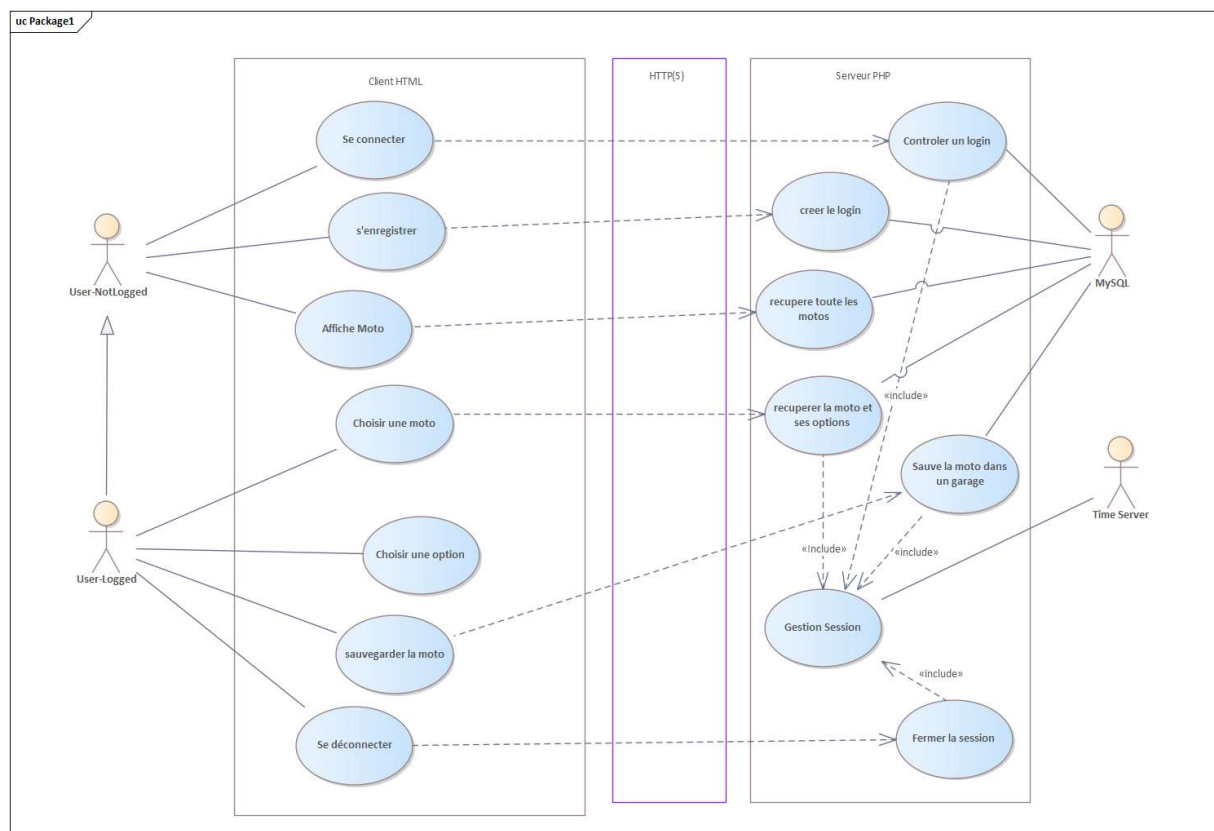 uc Package1
Client HTML
HTTP(S)
Serveur PHP
Se connecter
Controler un login
s'enregistrer
creer le login
User-NotLogged
MySQL
Affiche Moto
recupere toute les
motos
Choisir une moto
recuperer la moto et
ses options
«include»
Sauve la moto dans
un garage
Time Server
User-Logged
Choisir une option
«Include»
«include»
Gestion Session
sauvegarder la moto
«include»
Se déconnecter
Fermer la session